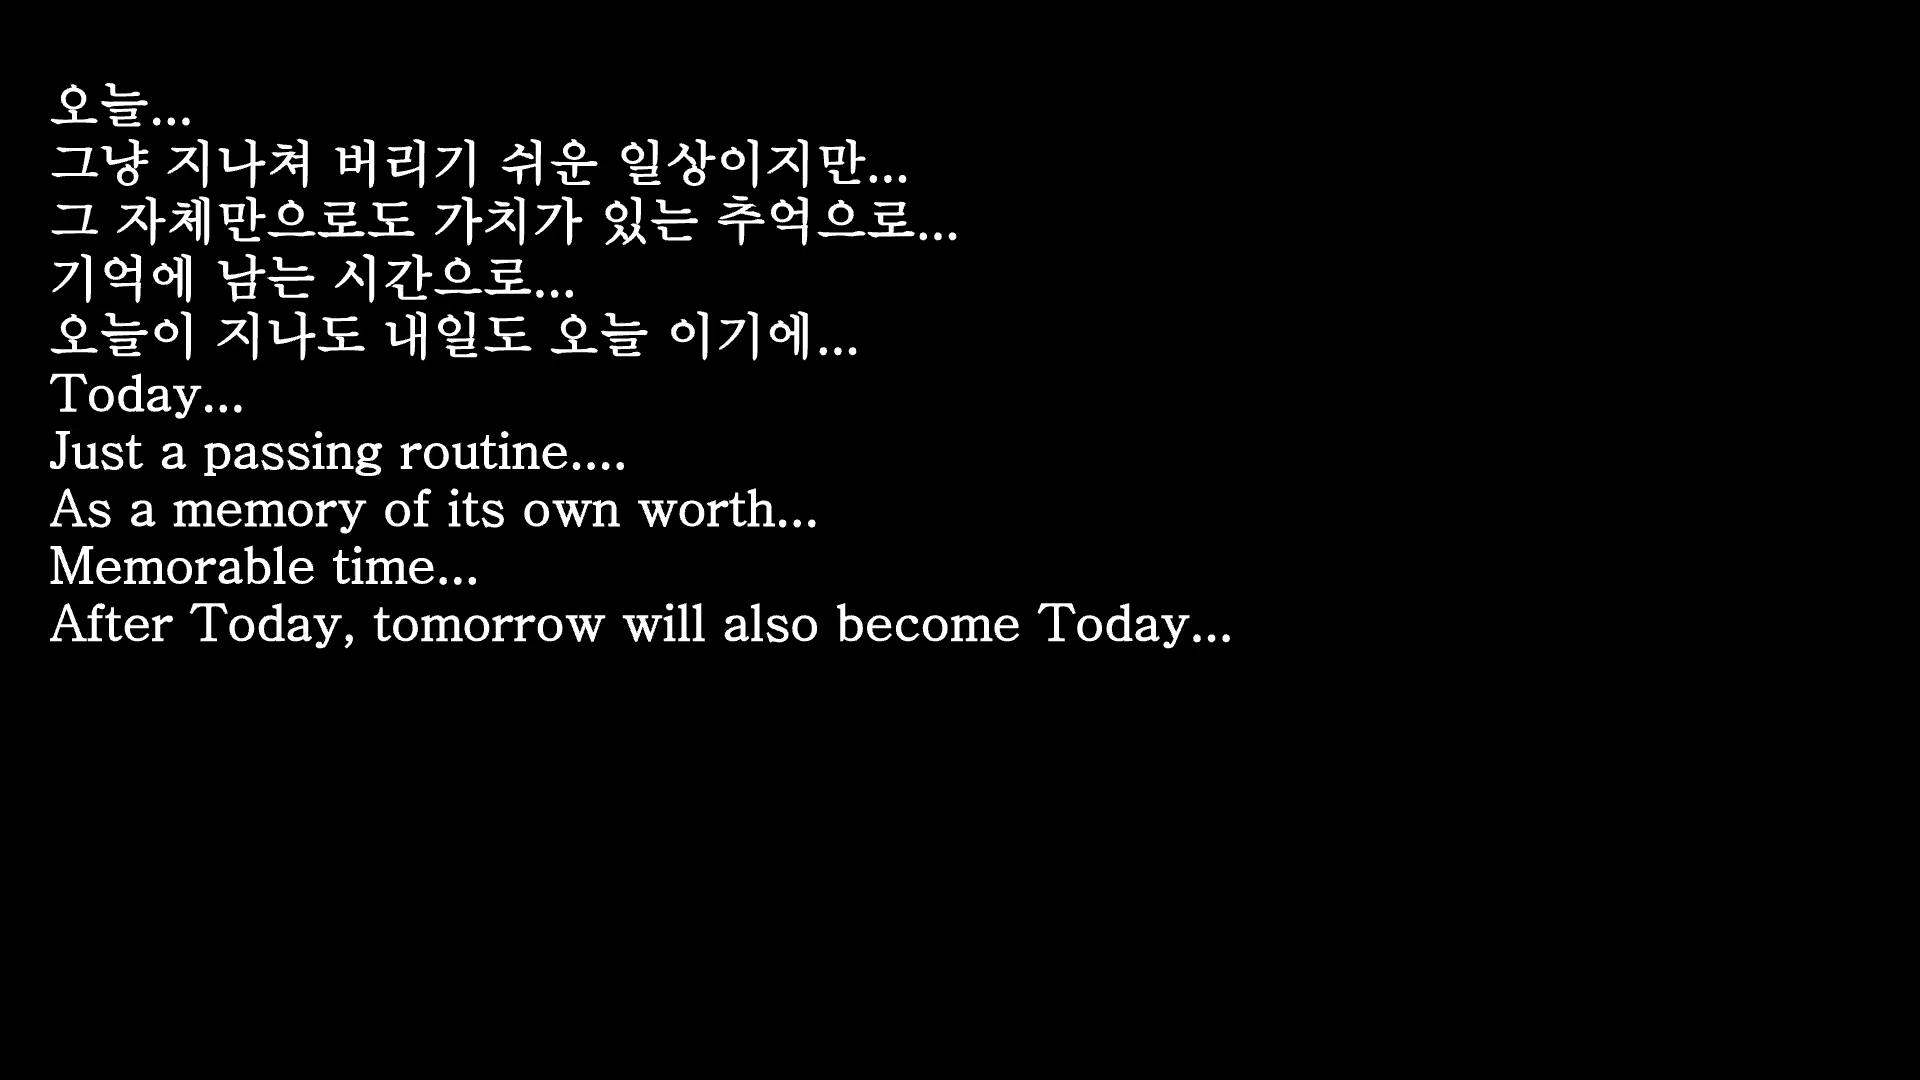 오늘...
그냥 지나쳐 버리기 쉬운 일상이지만...
그 자체만으로도 가치가 있는 추억으로...
기억에 남는 시간으로...
오늘이 지나도 내일도 오늘 이기에...
Today...
Just a passing routine....
As a memory of its own worth...
Memorable time...
After Today, tomorrow will also become Today...